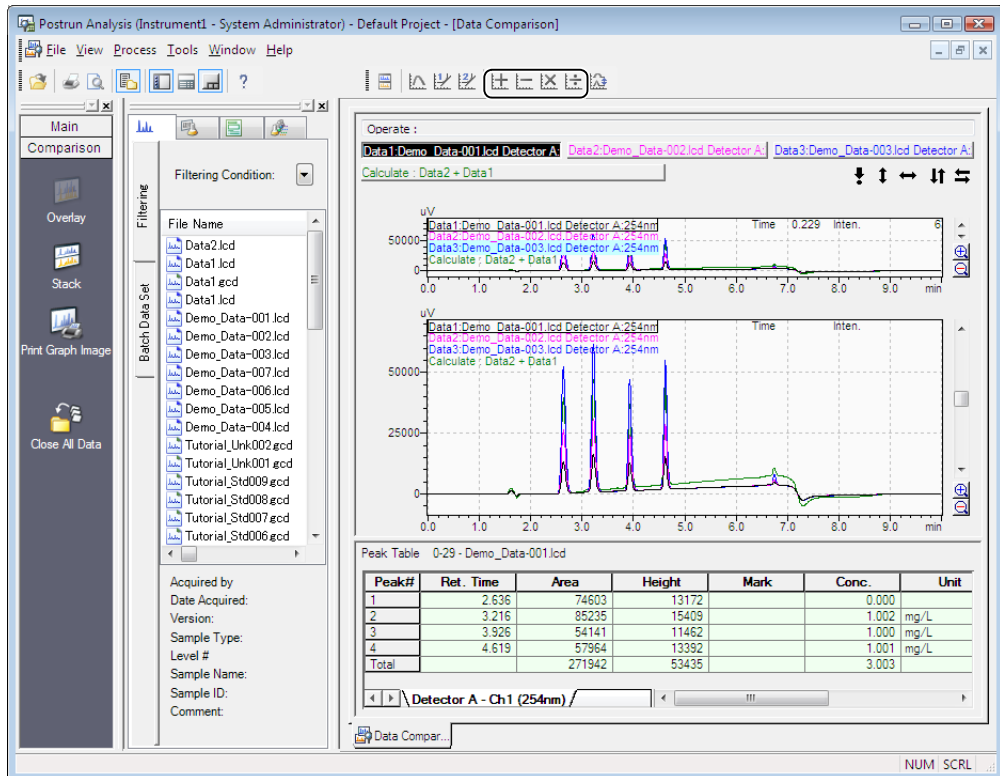 Postrun Analysis (Instrument1 - System Administrator) - Default Project - [Data Comparison]
File View Process Tools Window Help
?
Main
Comparison
Overlay
Stack
Print Graph Image
Close All Data
Filtering
Batch Data Set
Filtering Condition:
File Name
Data2.lcd
Data1.lcd
Data1.gcd
Data1.lcd
Demo_Data-001.lcd
Demo_Data-002.lcd
Demo_Data-003.lcd
Demo_Data-007.lcd
Demo_Data-006.lcd
Demo_Data-005.lcd
Demo_Data-004.lcd
Tutorial_Unk002.gcd
Tutorial_Unk001.gcd
Tutorial_Std009.gcd
Tutorial_Std008.gcd
Tutorial_Std007.gcd
Tutorial_Std006.gcd
Acquired by
Date Acquired:
Version:
Sample Type:
Level #
Sample Name:
Sample ID:
Comment:
Operate :
Data1:Demo_Data-001.lcd Detector A: Data2:Demo_Data-002.lcd Detector A: Data3:Demo_Data-003.lcd Detector A:
Calculate : Data2 + Data1
uV
Data1:Demo_Data-001.lcd Detector A:254nm Time 0.229 Inten. 6
Data2:Demo_Data-002.lcd Detector A:254nm
50000
Data3:Demo_Data-003.lcd Detector A:254nm
Calculate : Data2 + Data1
0
0.0 1.0 2.0 3.0 4.0 5.0 6.0 7.0 8.0 9.0 min
uV
Data1:Demo_Data-001.lcd Detector A:254nm Time Inten.
Data2:Demo_Data-002.lcd Detector A:254nm
Data3:Demo_Data-003.lcd Detector A:254nm
Calculate : Data2 + Data1
50000
25000
0
0.0 1.0 2.0 3.0 4.0 5.0 6.0 7.0 8.0 9.0 min
Peak Table 0-29 - Demo_Data-001.lcd
Peak# Ret. Time Area Height Mark Conc. Unit
1 2.636 74603 13172 0.000
2 3.216 85235 15409 1.002 mg/L
3 3.926 54141 11462 1.000 mg/L
4 4.619 57964 13392 1.001 mg/L
Total 271942 53435 3.003
Detector A - Ch1 (254nm)
Data Compar...
NUM SCRL